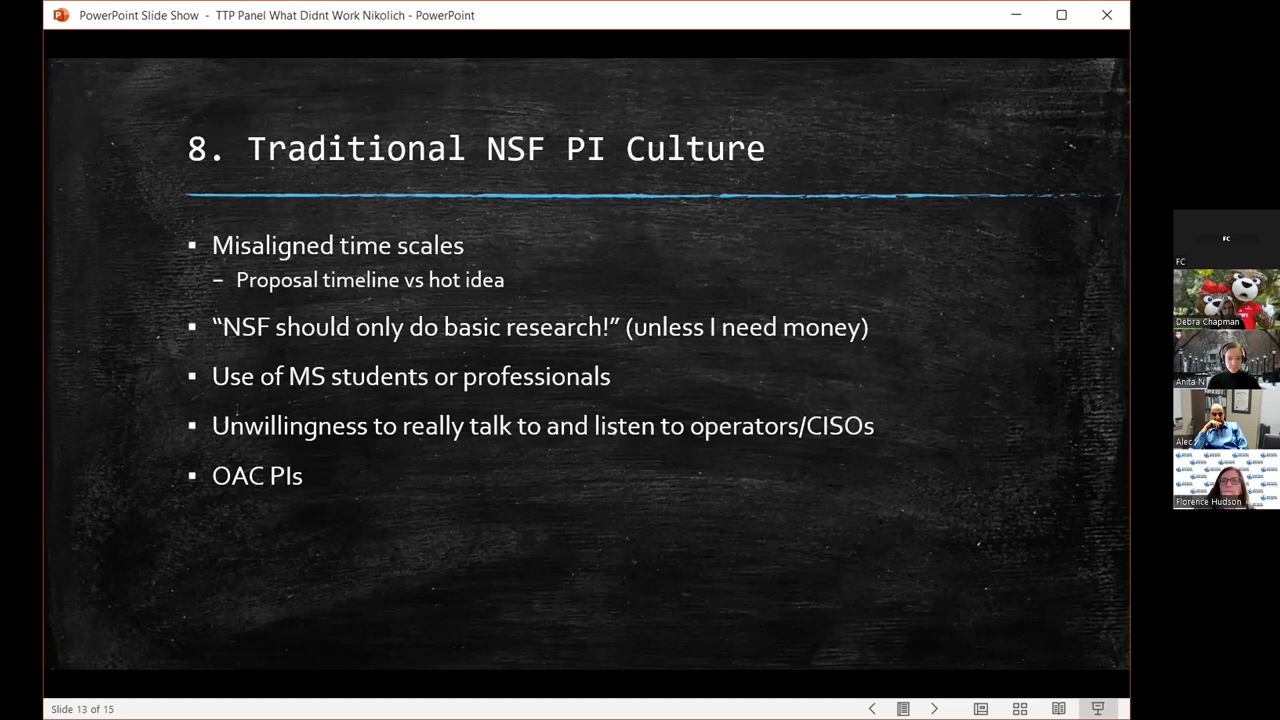 PowerPoint Slide Show - TTP Panel What Didnt Work Nikolich - PowerPoint
8. Traditional NSF PI Culture
▪ Misaligned time scales
– Proposal timeline vs hot idea
▪ “NSF should only do basic research!” (unless I need money)
▪ Use of MS students or professionals
▪ Unwillingness to really talk to and listen to operators/CISOs
▪ OAC PIs
Slide 13 of 15
FC
FC
Debra Chapman
Anita N
Alec
Florence Hudson